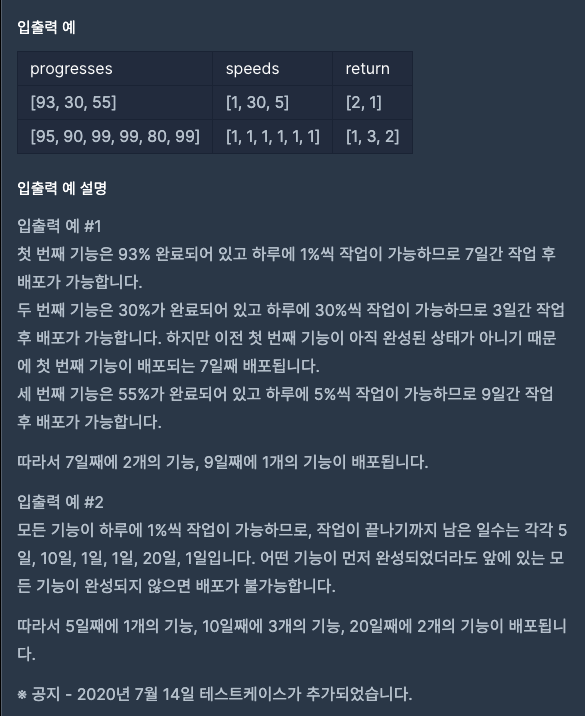 입출력 예
progresses speeds return
[93, 30, 55] [1, 30, 5] [2, 1]
[95, 90, 99, 99, 80, 99] [1, 1, 1, 1, 1, 1] [1, 3, 2]
입출력 예 설명
입출력 예 #1
첫 번째 기능은 93% 완료되어 있고 하루에 1%씩 작업이 가능하므로 7일간 작업 후
배포가 가능합니다.
두 번째 기능은 30%가 완료되어 있고 하루에 30%씩 작업이 가능하므로 3일간 작업
후 배포가 가능합니다. 하지만 이전 첫 번째 기능이 아직 완성된 상태가 아니기 때문
에 첫 번째 기능이 배포되는 7일째 배포됩니다.
세 번째 기능은 55%가 완료되어 있고 하루에 5%씩 작업이 가능하므로 9일간 작업
후 배포가 가능합니다.
따라서 7일째에 2개의 기능, 9일째에 1개의 기능이 배포됩니다.
입출력 예 #2
모든 기능이 하루에 1%씩 작업이 가능하므로, 작업이 끝나기까지 남은 일수는 각각 5
일, 10일, 1일, 1일, 20일, 1일입니다. 어떤 기능이 먼저 완성되었더라도 앞에 있는 모
든 기능이 완성되지 않으면 배포가 불가능합니다.
따라서 5일째에 1개의 기능, 10일째에 3개의 기능, 20일째에 2개의 기능이 배포됩니
다.
※ 공지 - 2020년 7월 14일 테스트케이스가 추가되었습니다.